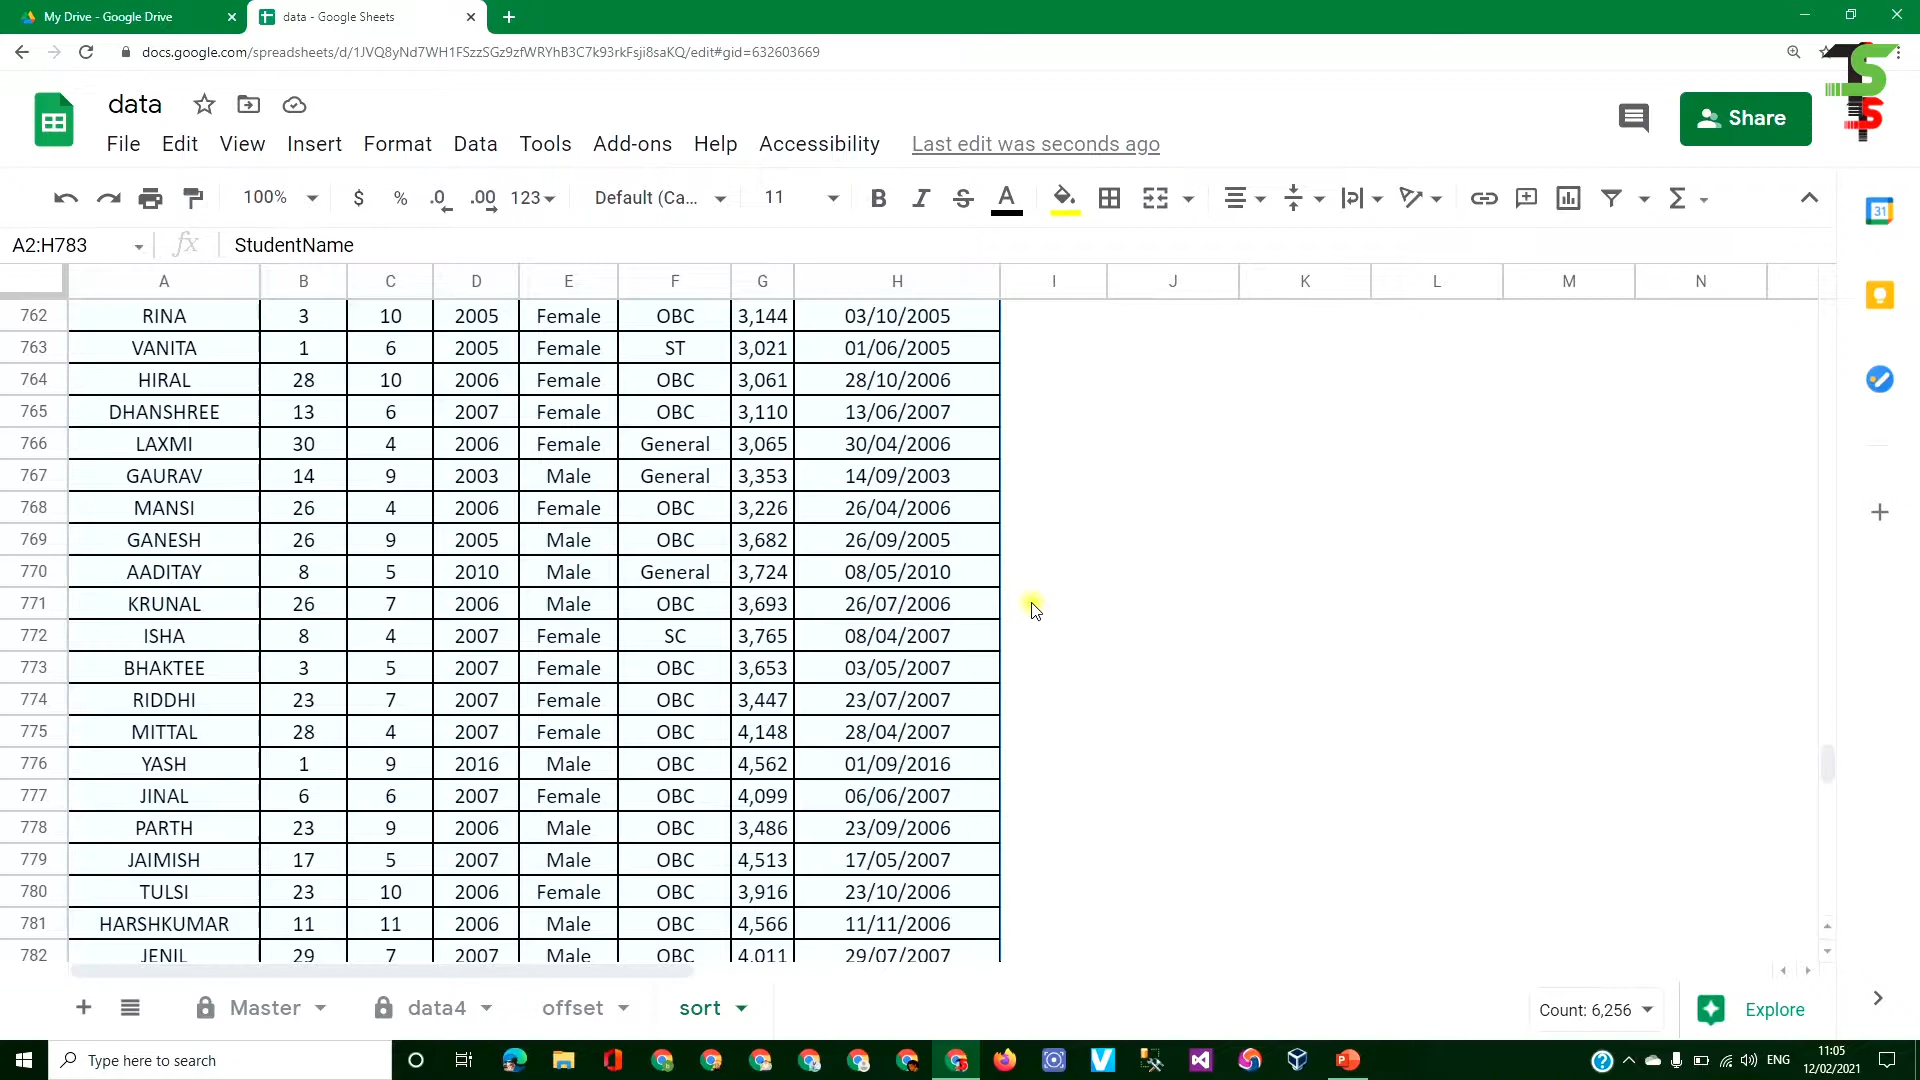 My Drive - Google Drive
data - Google Sheets
docs.google.com/spreadsheets/d/1JVQ8yNd7WH1FSzzSGz9zfWRYhB3C7k93rkFsji8saKQ/edit#gid=632603669
data
File Edit View Insert Format Data Tools Add-ons Help Accessibility Last edit was seconds ago
Share
100% $ % .0 .00 123 Default (Ca... 11 B I S A Σ
31
A2:H783 fx StudentName
A B C D E F G H I J K L M N
762 RINA 3 10 2005 Female OBC 3,144 03/10/2005
763 VANITA 1 6 2005 Female ST 3,021 01/06/2005
764 HIRAL 28 10 2006 Female OBC 3,061 28/10/2006
765 DHANSHREE 13 6 2007 Female OBC 3,110 13/06/2007
766 LAXMI 30 4 2006 Female General 3,065 30/04/2006
767 GAURAV 14 9 2003 Male General 3,353 14/09/2003
768 MANSI 26 4 2006 Female OBC 3,226 26/04/2006
769 GANESH 26 9 2005 Male OBC 3,682 26/09/2005
770 AADITAY 8 5 2010 Male General 3,724 08/05/2010
771 KRUNAL 26 7 2006 Male OBC 3,693 26/07/2006
772 ISHA 8 4 2007 Female SC 3,765 08/04/2007
773 BHAKTEE 3 5 2007 Female OBC 3,653 03/05/2007
774 RIDDHI 23 7 2007 Female OBC 3,447 23/07/2007
775 MITTAL 28 4 2007 Female OBC 4,148 28/04/2007
776 YASH 1 9 2016 Male OBC 4,562 01/09/2016
777 JINAL 6 6 2007 Female OBC 4,099 06/06/2007
778 PARTH 23 9 2006 Male OBC 3,486 23/09/2006
779 JAIMISH 17 5 2007 Male OBC 4,513 17/05/2007
780 TULSI 23 10 2006 Female OBC 3,916 23/10/2006
781 HARSHKUMAR 11 11 2006 Male OBC 4,566 11/11/2006
782 JENIL 29 7 2007 Male OBC 4,011 29/07/2007
Master data4 offset sort Count: 6,256 Explore
Type here to search
ENG
11:05
12/02/2021